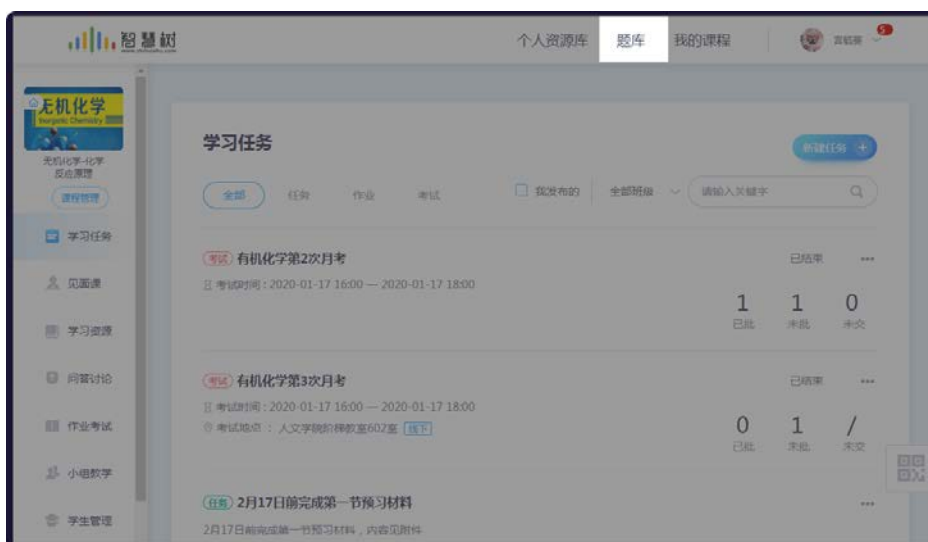 智慧树
www.zhihuishu.com
个人资源库
题库
我的课程
5
无机化学
Inorganic Chemistry
无机化学-化学
反应原理
课程管理
学习任务
见面课
学习资源
问答讨论
作业考试
小组教学
学生管理
学习任务
新建任务 +
全部
任务
作业
考试
我发布的
全部班级
请输入关键字
考试 有机化学第2次月考
已结束
考试时间：2020-01-17 16:00 — 2020-01-17 18:00
1
1
0
已批
未批
未交
考试 有机化学第3次月考
已结束
考试时间：2020-01-17 16:00 — 2020-01-17 18:00
考试地点： 人文学院阶梯教室602室 线下
0
1
/
已批
未批
未交
任务 2月17日前完成第一节预习材料
2月17日前完成第一节预习材料，内容见附件